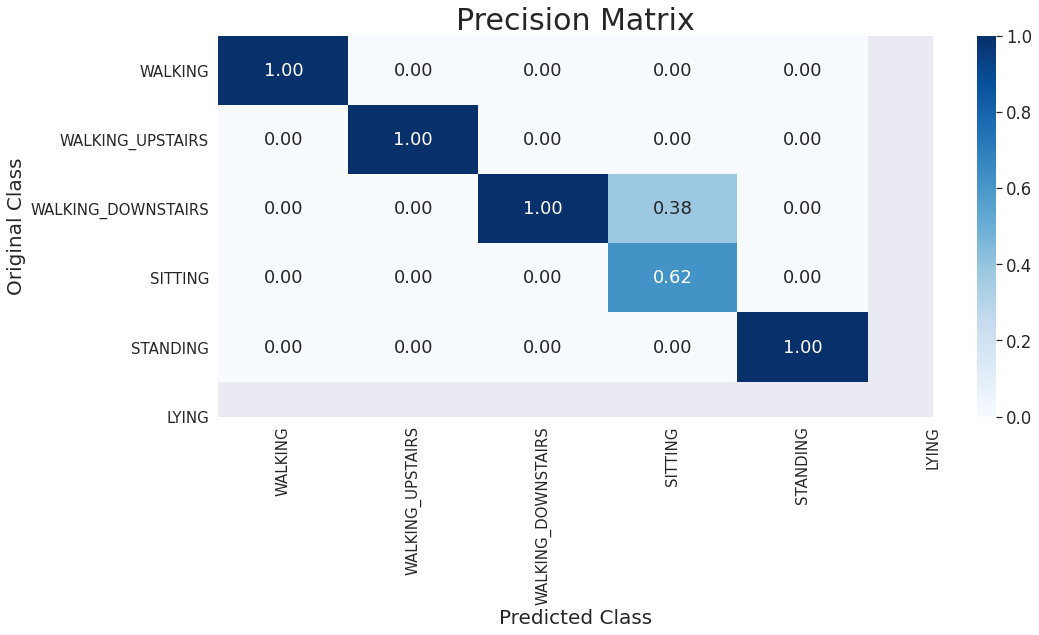 Precision Matrix
Original Class
WALKING 1.00 0.00 0.00 0.00 0.00
WALKING_UPSTAIRS 0.00 1.00 0.00 0.00 0.00
WALKING_DOWNSTAIRS 0.00 0.00 1.00 0.38 0.00
SITTING 0.00 0.00 0.00 0.62 0.00
STANDING 0.00 0.00 0.00 0.00 1.00
LYING
WALKING
WALKING_UPSTAIRS
WALKING_DOWNSTAIRS
SITTING
STANDING
LYING
Predicted Class
1.0
0.8
0.6
0.4
0.2
0.0